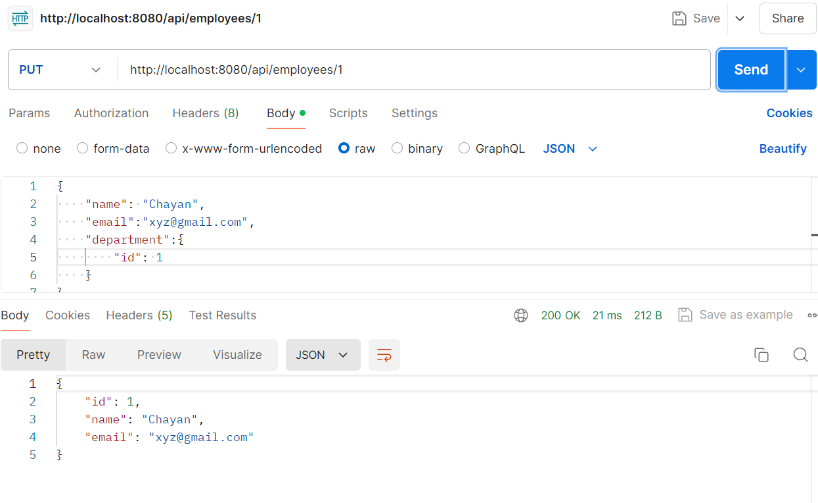 HTTP http://localhost:8080/api/employees/1 Save Share
PUT http://localhost:8080/api/employees/1 Send
Params Authorization Headers (8) Body Scripts Settings Cookies
none form-data x-www-form-urlencoded raw binary GraphQL JSON Beautify
1 {
2 "name": "Chayan",
3 "email":"xyz@gmail.com",
4 "department":{
5 "id": 1
6 }
7 }
Body Cookies Headers (5) Test Results 200 OK 21 ms 212 B Save as example
Pretty Raw Preview Visualize JSON
1 {
2 "id": 1,
3 "name": "Chayan",
4 "email": "xyz@gmail.com"
5 }